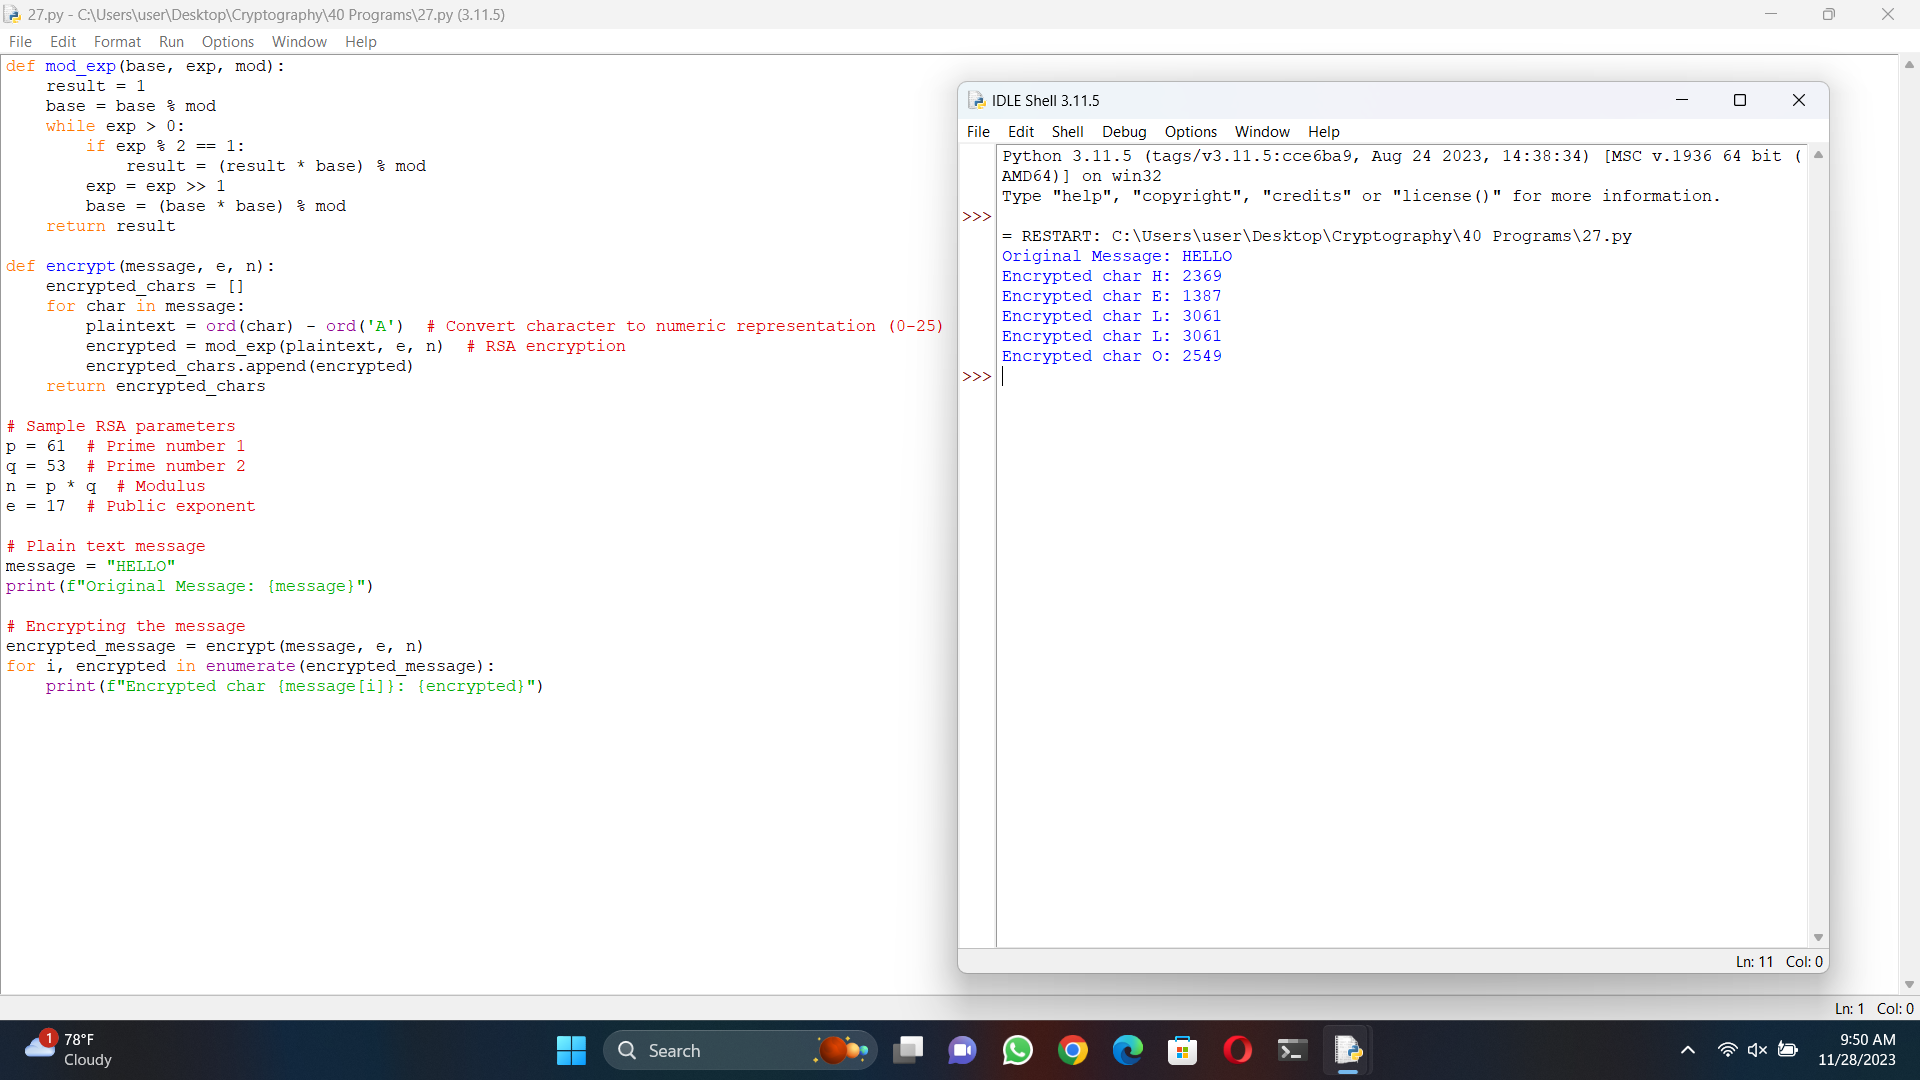 27.py - C:\Users\user\Desktop\Cryptography\40 Programs\27.py (3.11.5)
File Edit Format Run Options Window Help
def mod_exp(base, exp, mod):
    result = 1
    base = base % mod
    while exp > 0:
        if exp % 2 == 1:
            result = (result * base) % mod
        exp = exp >> 1
        base = (base * base) % mod
    return result

def encrypt(message, e, n):
    encrypted_chars = []
    for char in message:
        plaintext = ord(char) - ord('A')  # Convert character to numeric representation (0-25)
        encrypted = mod_exp(plaintext, e, n)  # RSA encryption
        encrypted_chars.append(encrypted)
    return encrypted_chars

# Sample RSA parameters
p = 61  # Prime number 1
q = 53  # Prime number 2
n = p * q  # Modulus
e = 17  # Public exponent

# Plain text message
message = "HELLO"
print(f"Original Message: {message}")

# Encrypting the message
encrypted_message = encrypt(message, e, n)
for i, encrypted in enumerate(encrypted_message):
    print(f"Encrypted char {message[i]}: {encrypted}")
IDLE Shell 3.11.5
File Edit Shell Debug Options Window Help
Python 3.11.5 (tags/v3.11.5:cce6ba9, Aug 24 2023, 14:38:34) [MSC v.1936 64 bit (
AMD64)] on win32
Type "help", "copyright", "credits" or "license()" for more information.
>>>
= RESTART: C:\Users\user\Desktop\Cryptography\40 Programs\27.py
Original Message: HELLO
Encrypted char H: 2369
Encrypted char E: 1387
Encrypted char L: 3061
Encrypted char L: 3061
Encrypted char O: 2549
>>>
Ln: 11 Col: 0
Ln: 1 Col: 0
1
78°F
Cloudy
Search
9:50 AM
11/28/2023